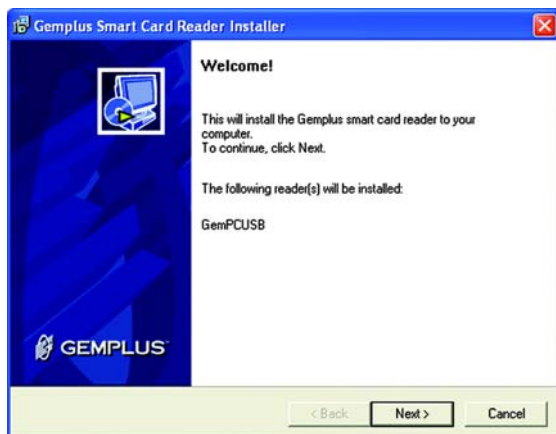 Gemplus Smart Card Reader Installer
Welcome!
This will install the Gemplus smart card reader to your
computer.
To continue, click Next.
The following reader(s) will be installed:
GemPCUSB
GEMPLUS
< Back
Next >
Cancel